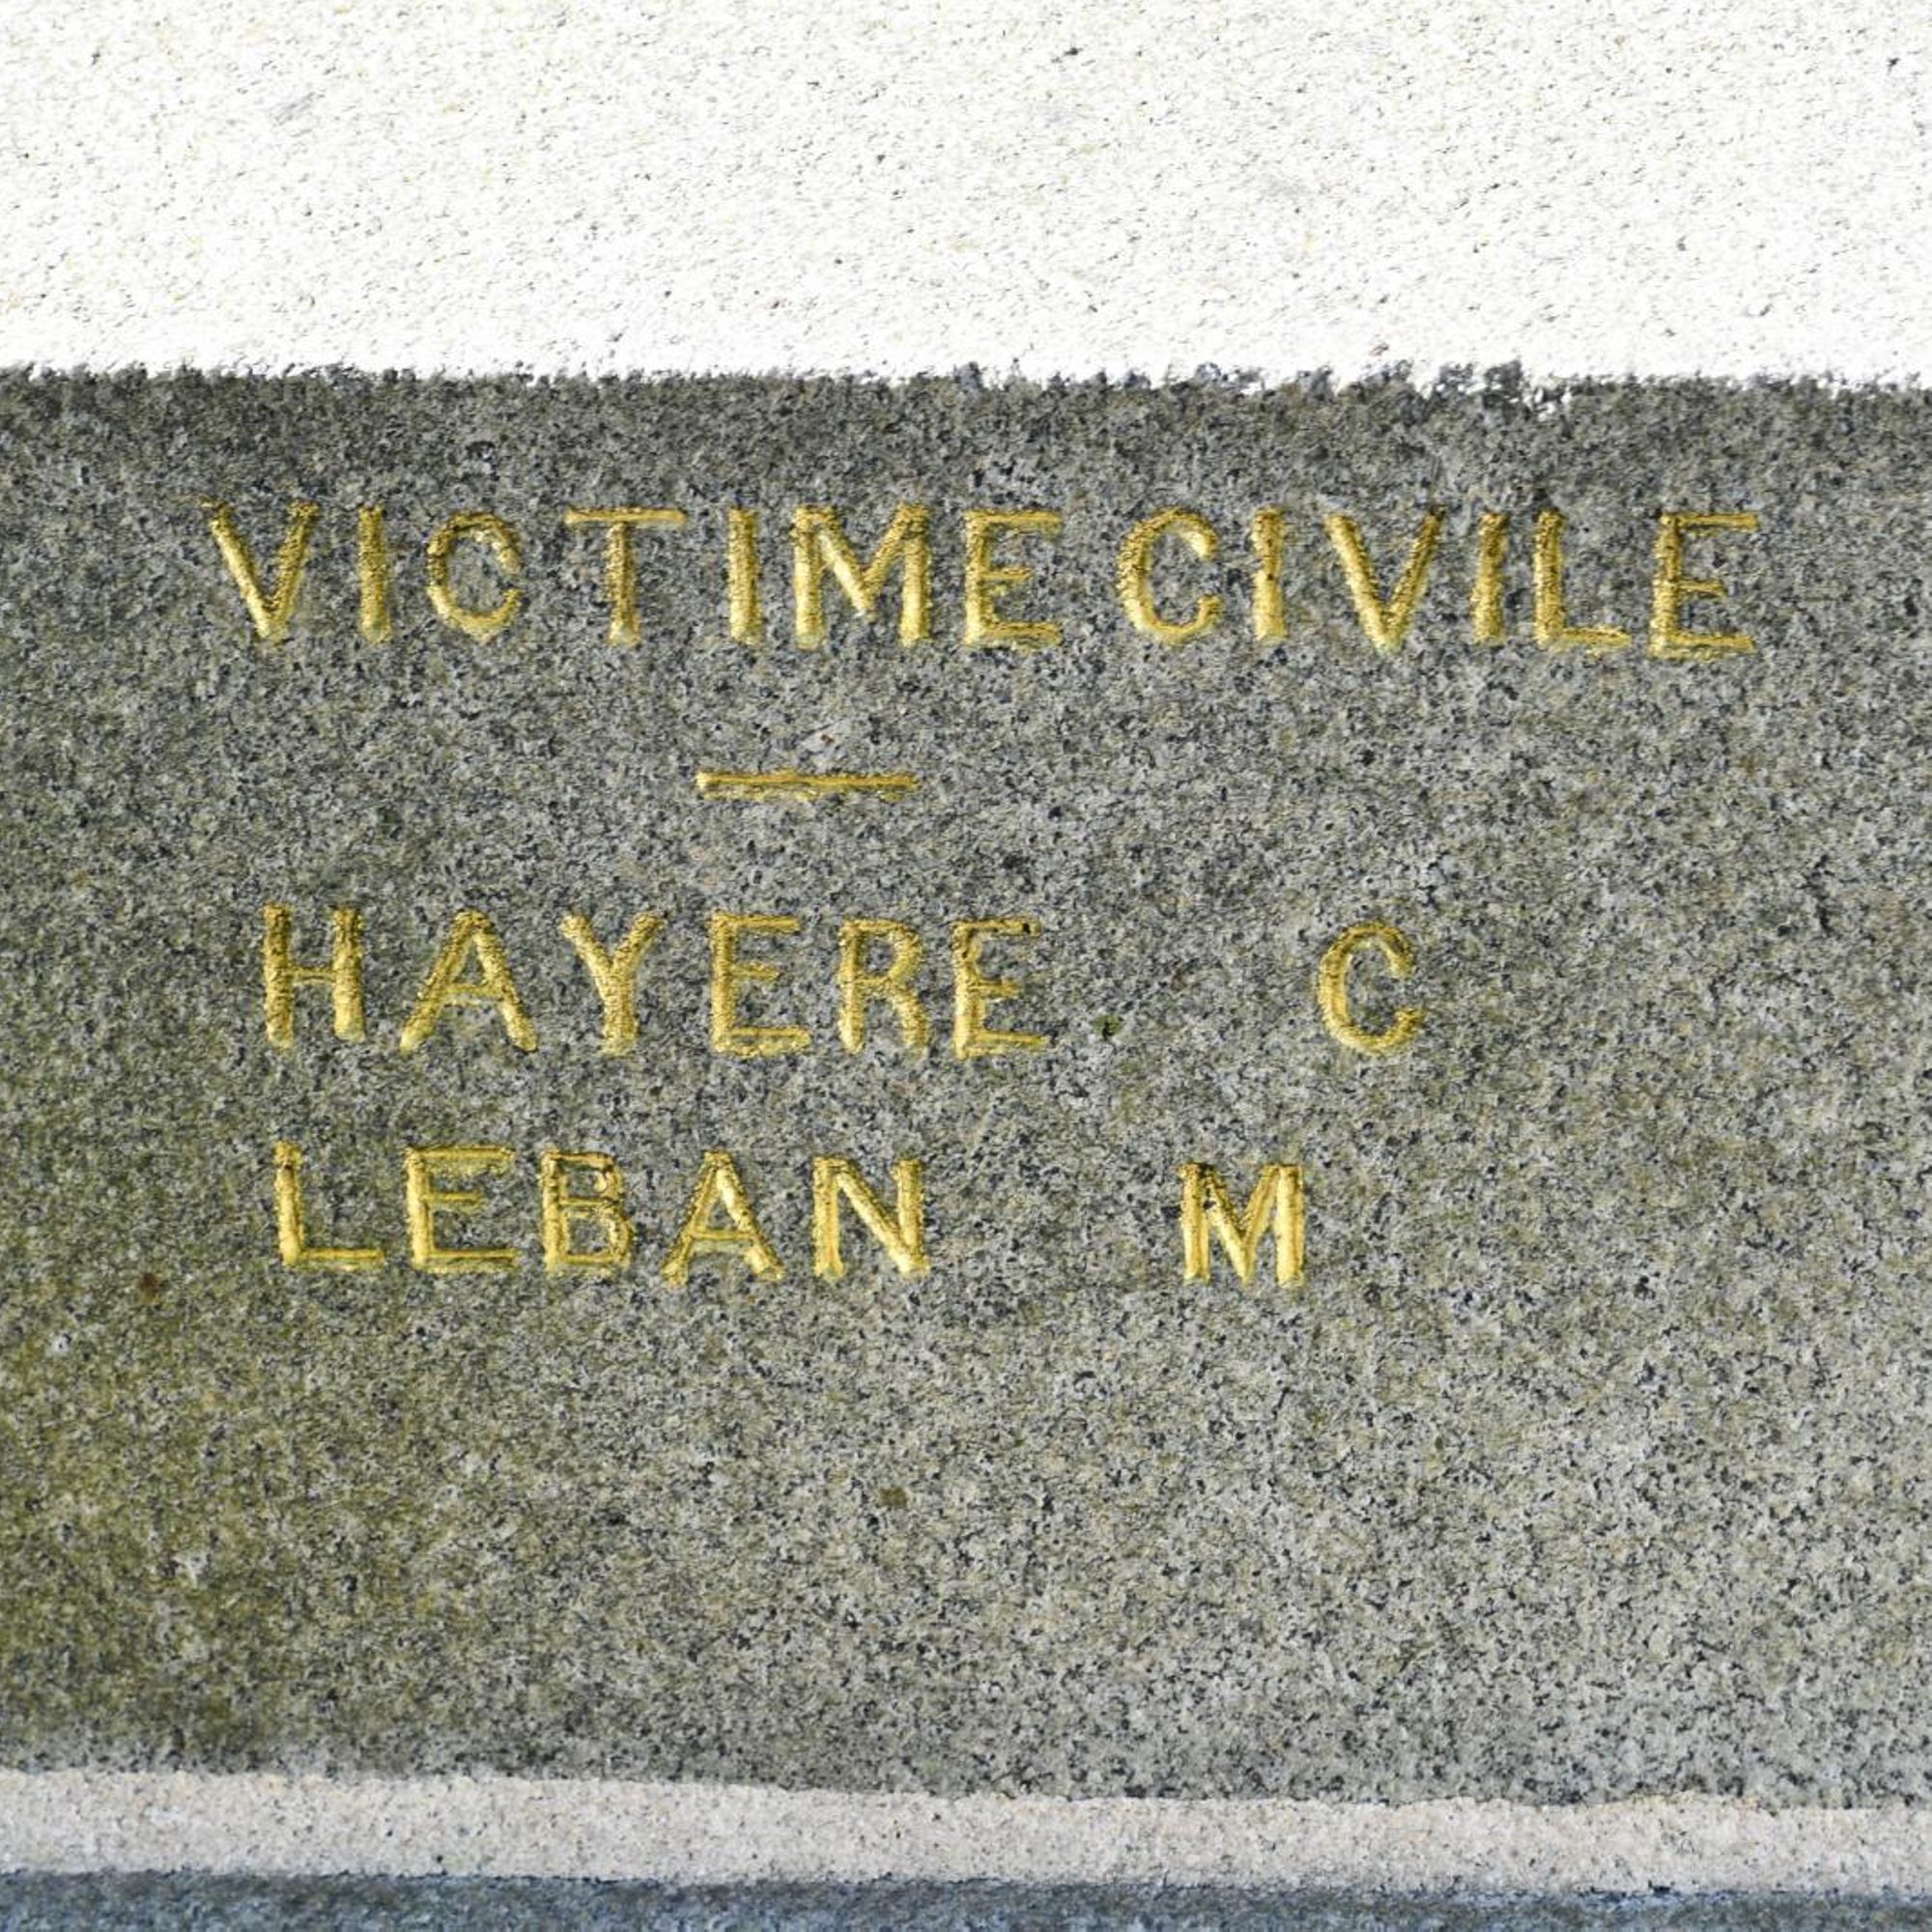 VICTIME CIVILE
—
HAYERE C
LEBAN M